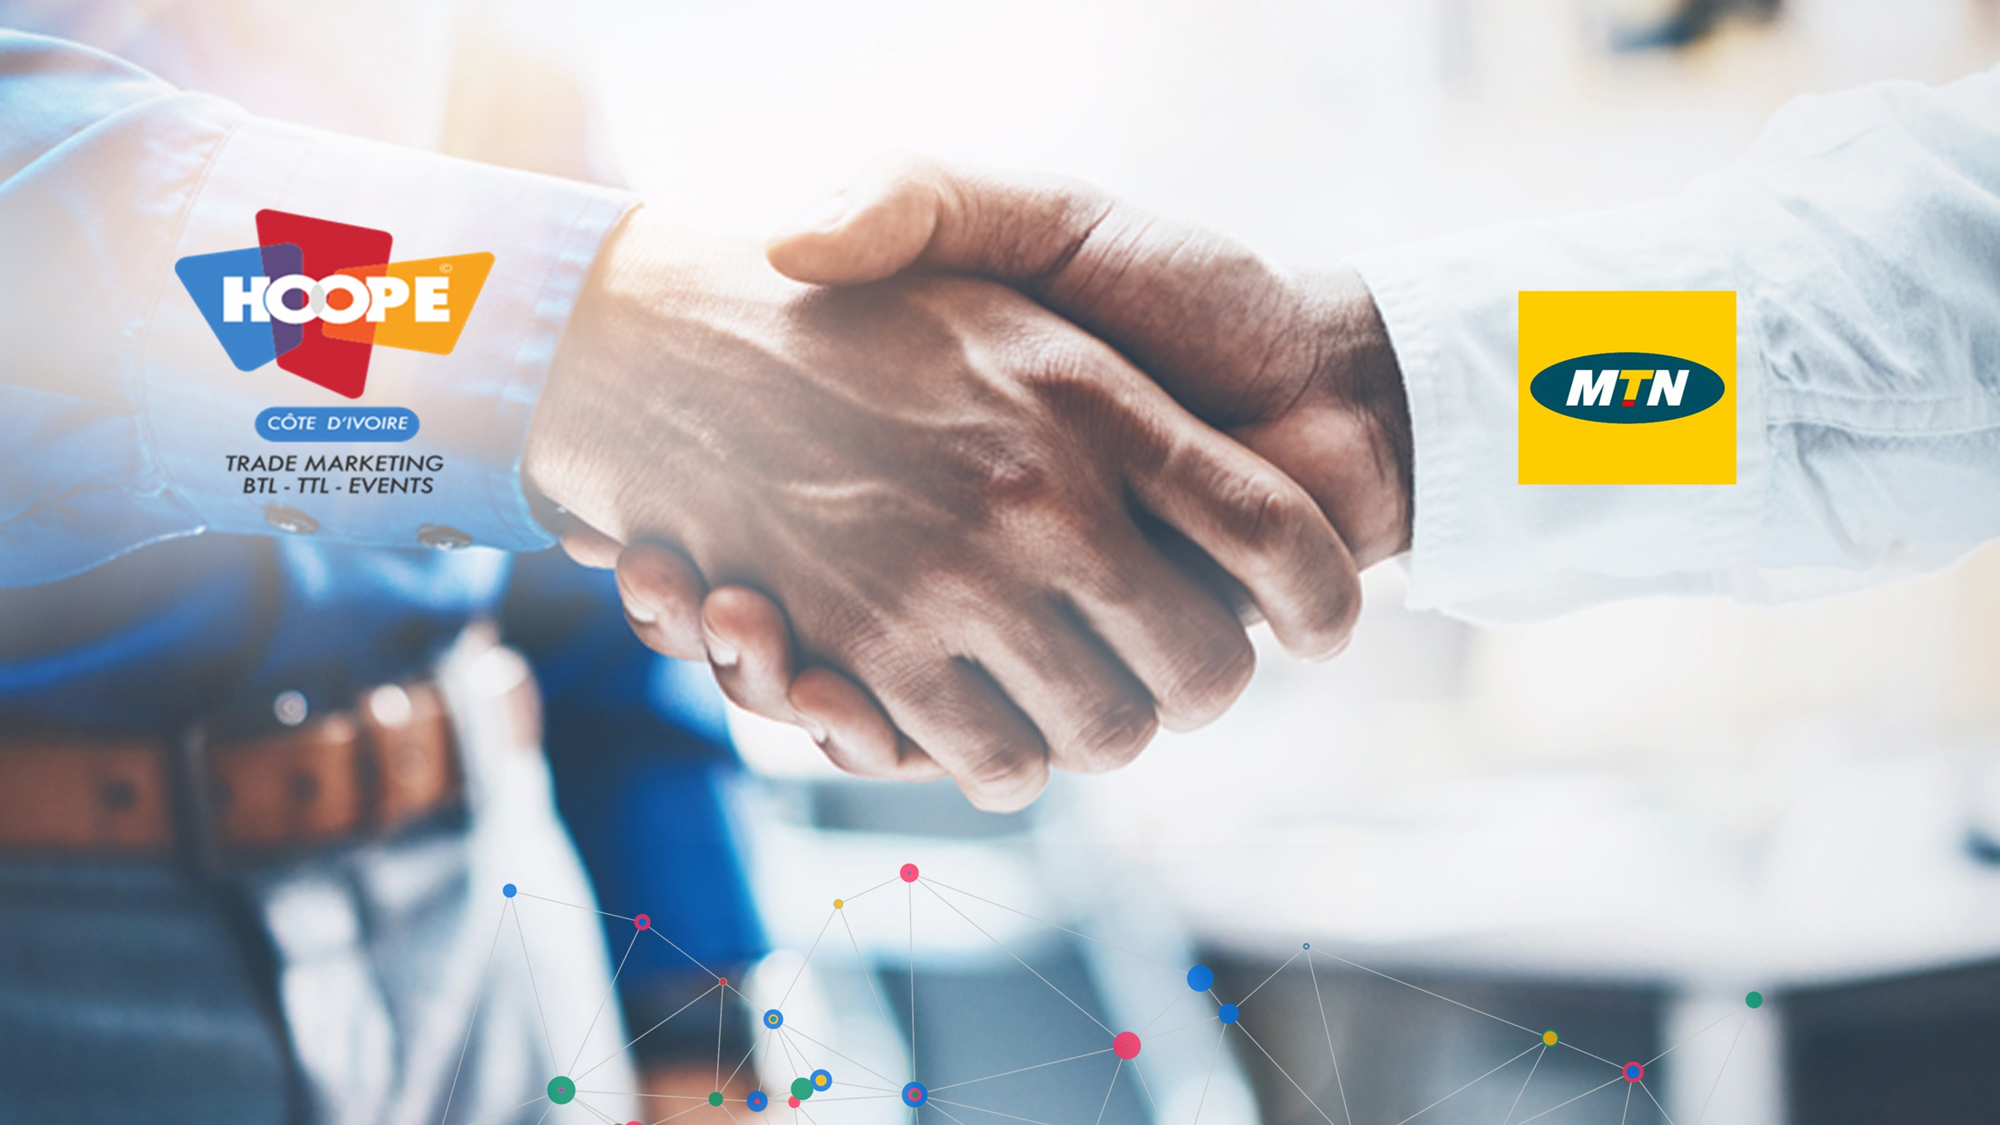 HOOPE©
CÔTE D'IVOIRE
TRADE MARKETING
BTL - TTL - EVENTS
MTN